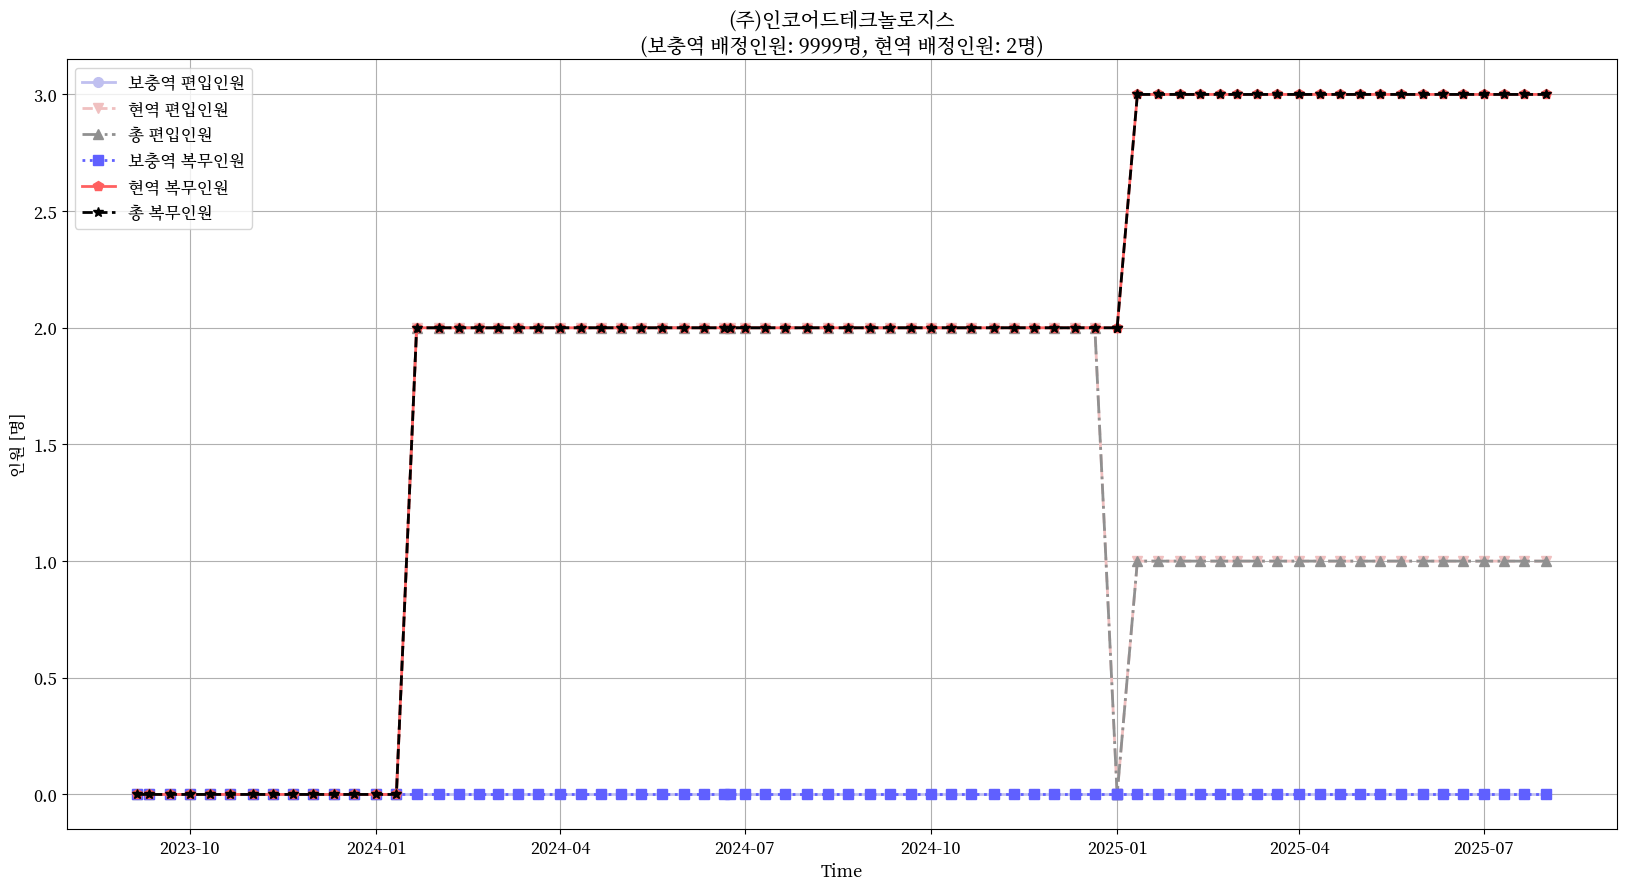 (주)인코어드테크놀로지스
(보충역 배정인원: 9999명, 현역 배정인원: 2명)
보충역 편입인원
현역 편입인원
총 편입인원
보충역 복무인원
현역 복무인원
총 복무인원
3.0
2.5
2.0
1.5
1.0
0.5
0.0
인원 [명]
2023-10
2024-01
2024-04
2024-07
2024-10
2025-01
2025-04
2025-07
Time